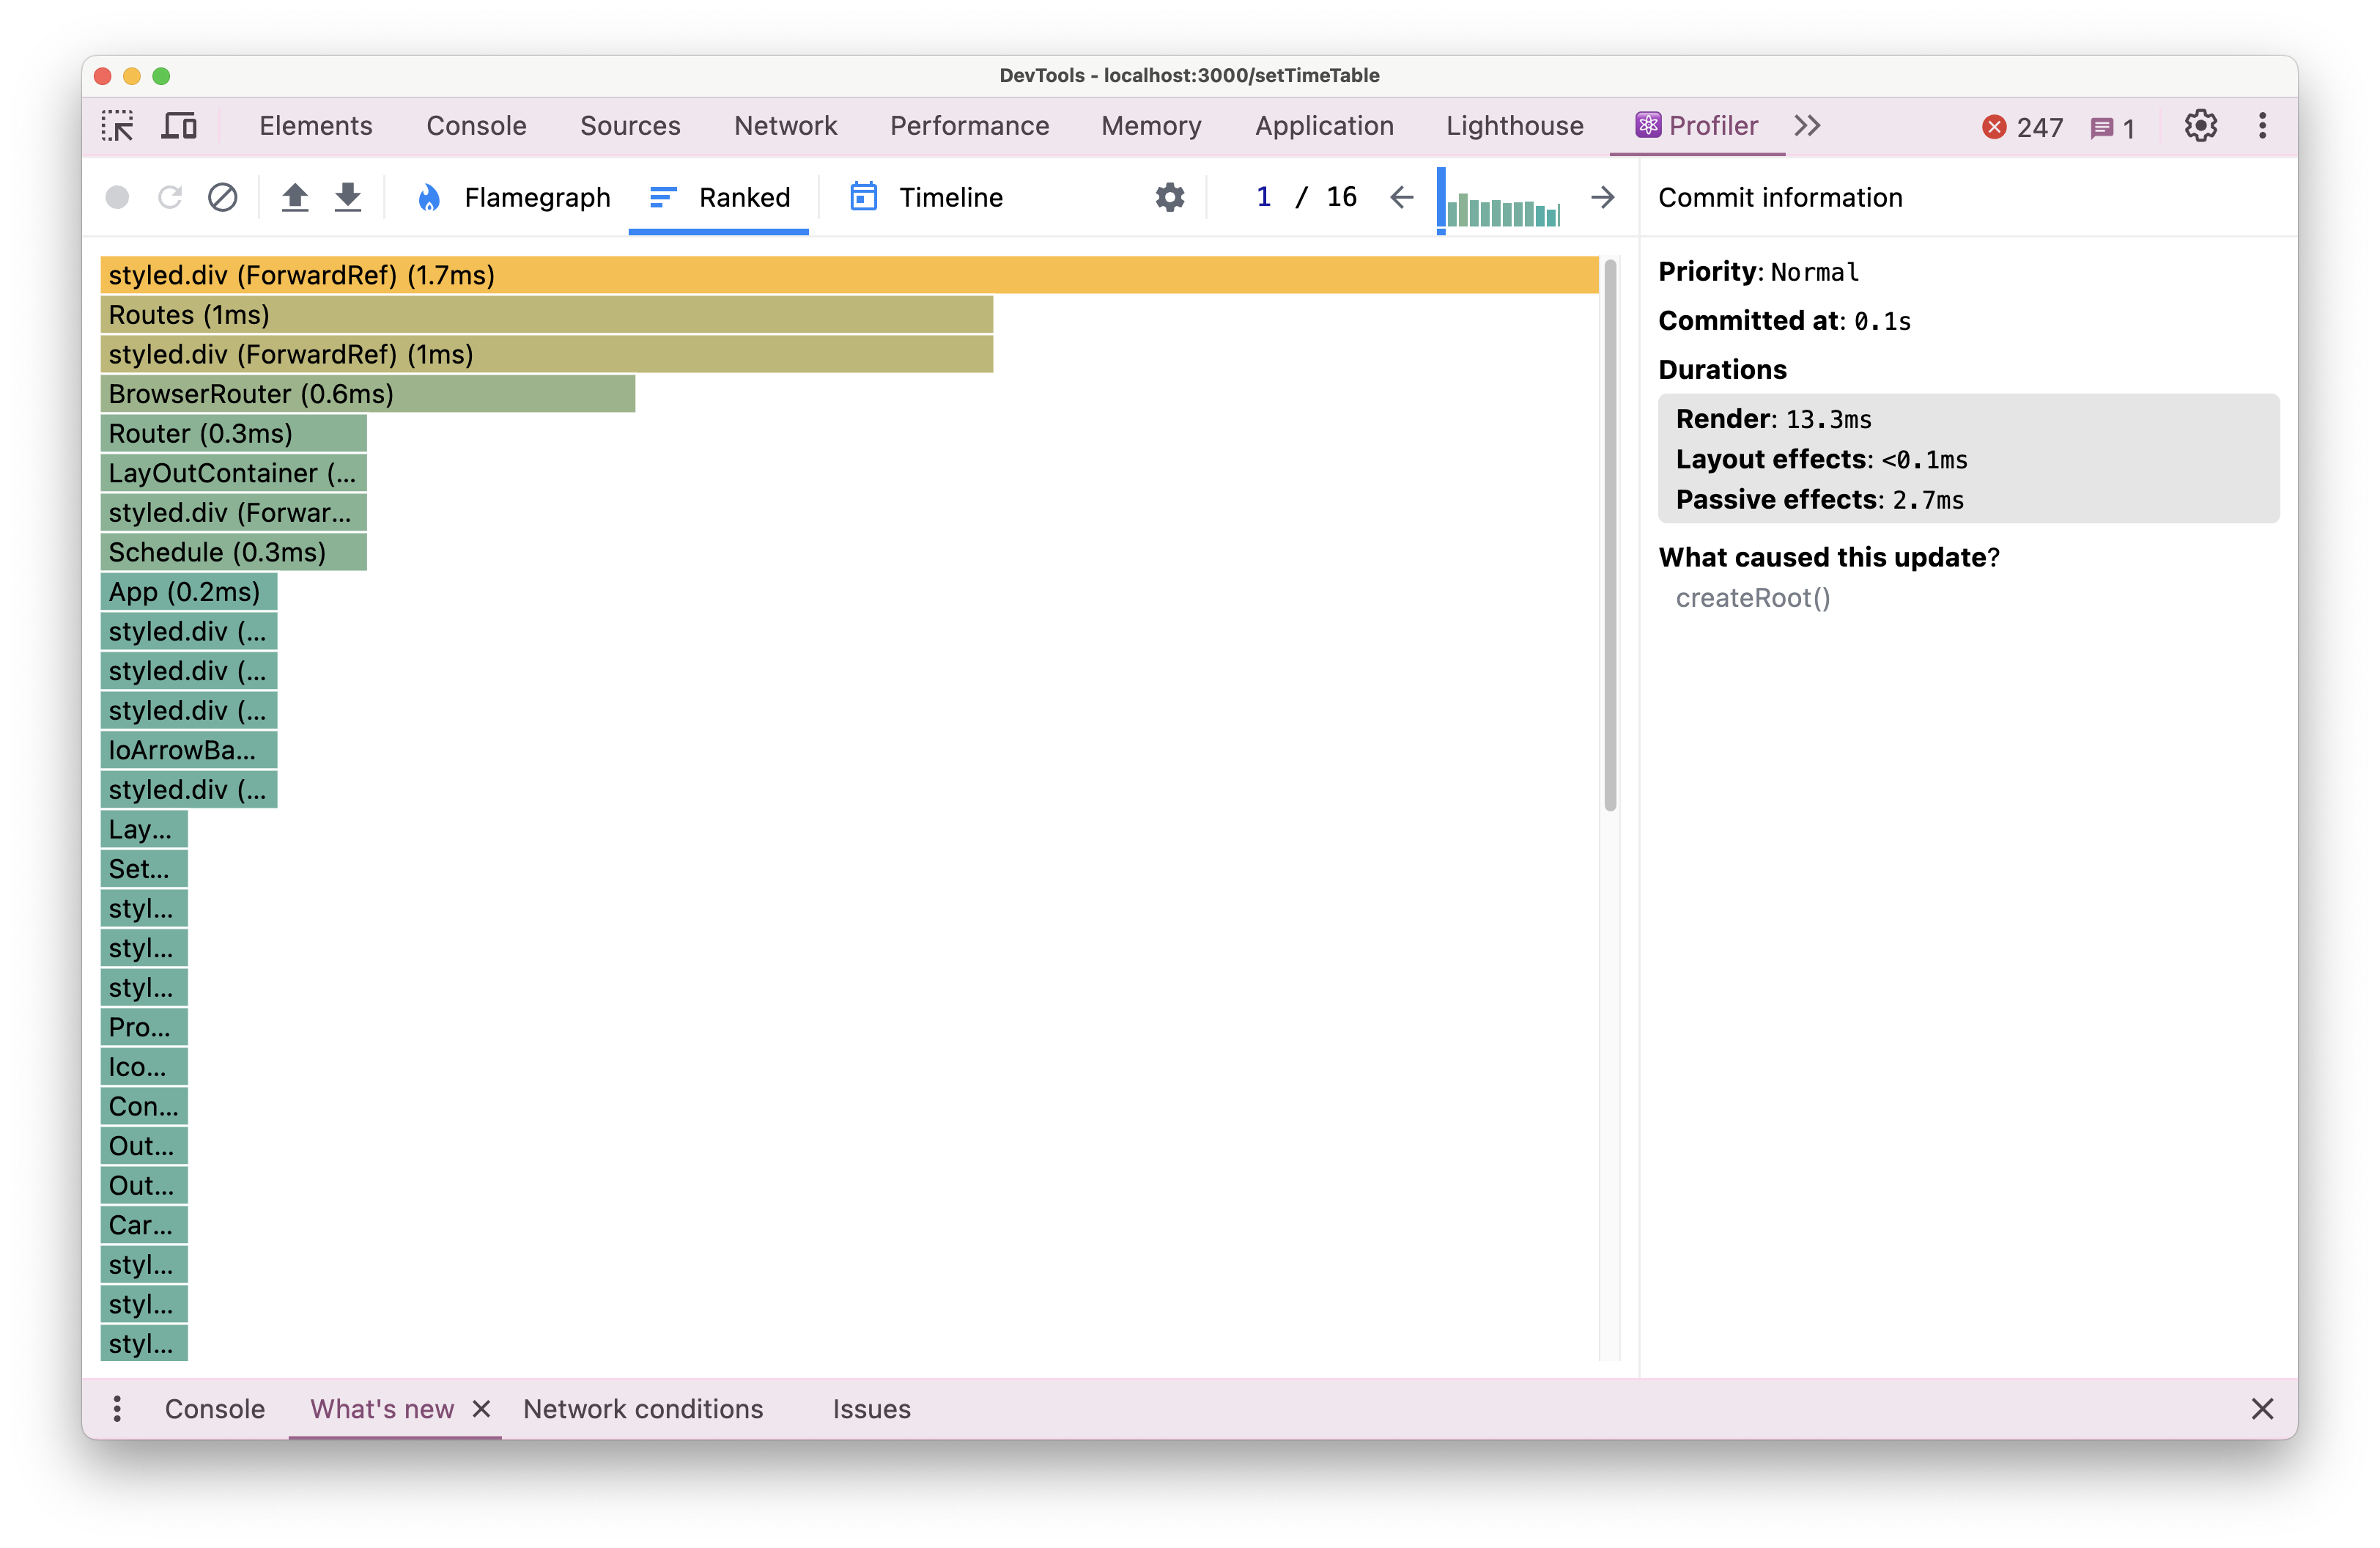 DevTools - localhost:3000/setTimeTable
Elements Console Sources Network Performance Memory Application Lighthouse Profiler 247 1
Flamegraph Ranked Timeline 1 / 16 Commit information
styled.div (ForwardRef) (1.7ms)
Routes (1ms)
styled.div (ForwardRef) (1ms)
BrowserRouter (0.6ms)
Router (0.3ms)
LayOutContainer (...
styled.div (Forwar...
Schedule (0.3ms)
App (0.2ms)
styled.div (...
styled.div (...
styled.div (...
IoArrowBa...
styled.div (...
Lay...
Set...
styl...
styl...
styl...
Pro...
Ico...
Con...
Out...
Out...
Car...
styl...
styl...
styl...
Priority: Normal
Committed at: 0.1s
Durations
Render: 13.3ms
Layout effects: <0.1ms
Passive effects: 2.7ms
What caused this update?
createRoot()
Console What's new Network conditions Issues